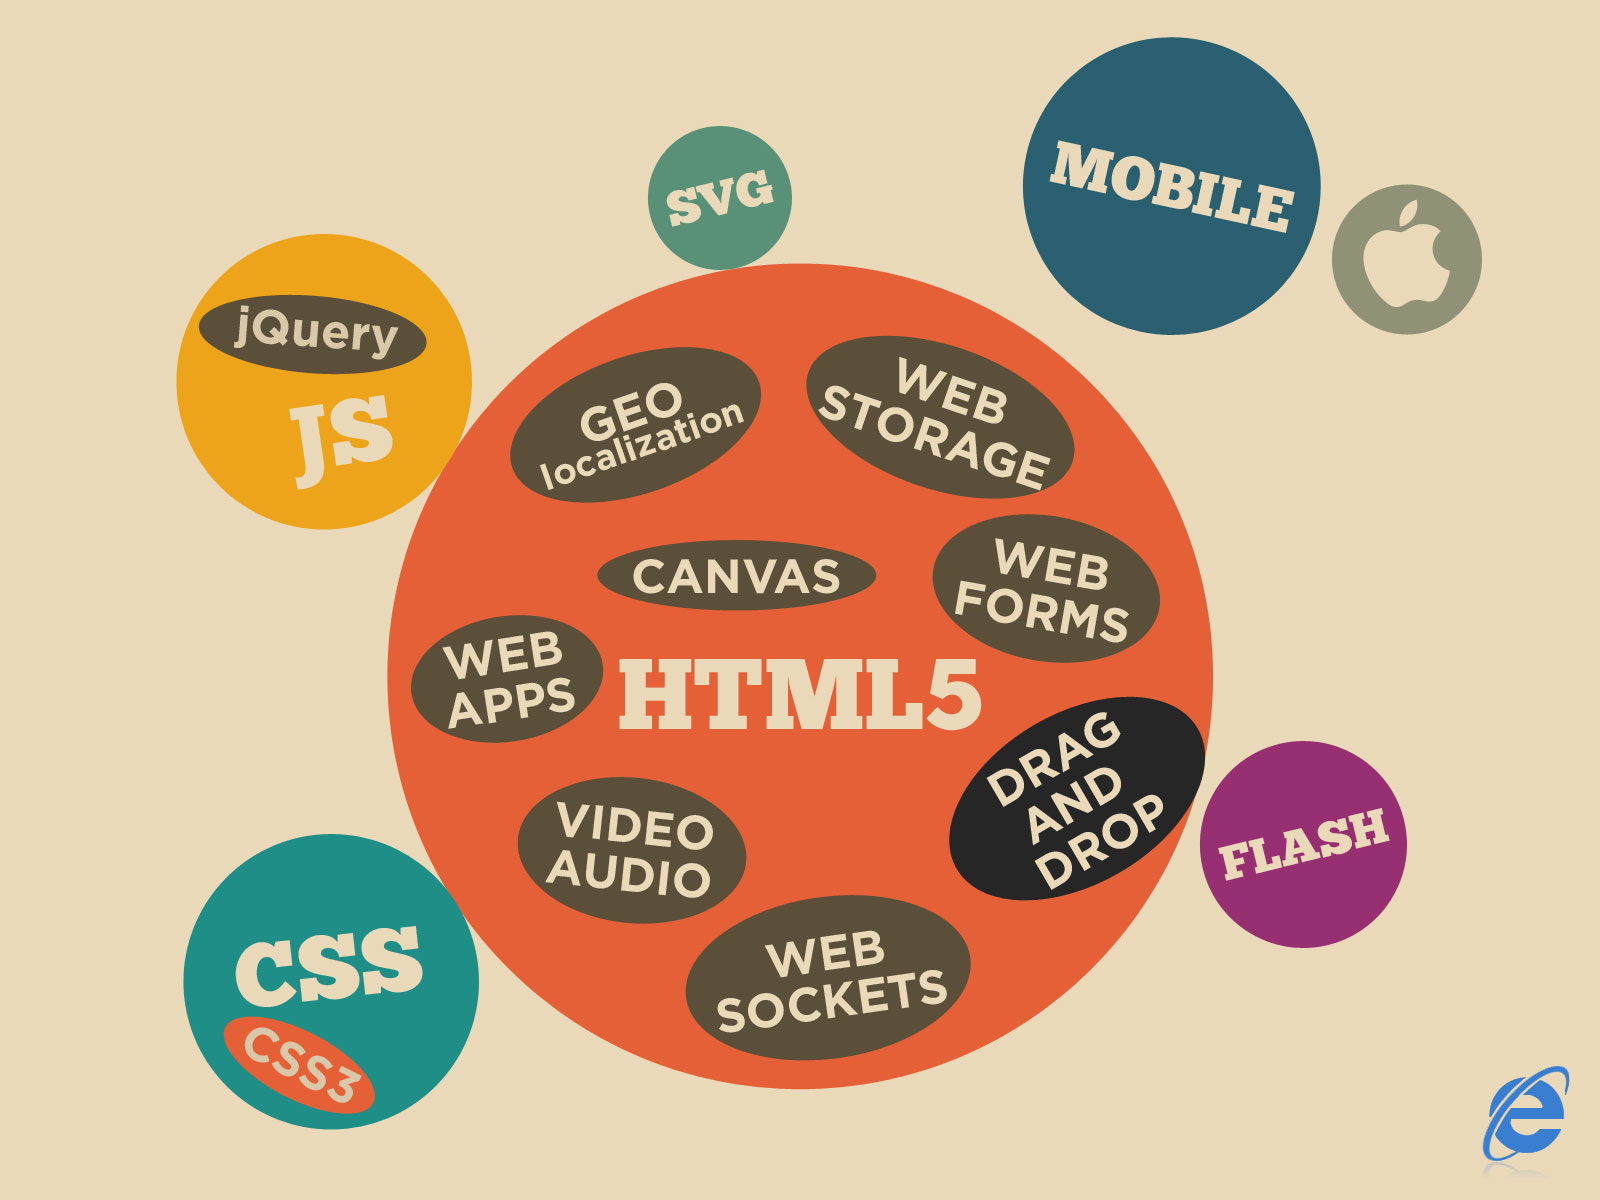 SVG
MOBILE
jQuery
JS
GEO
localization
WEB
STORAGE
CANVAS
WEB
FORMS
WEB
APPS
HTML5
DRAG
AND
DROP
VIDEO
AUDIO
FLASH
WEB
SOCKETS
CSS
CSS3